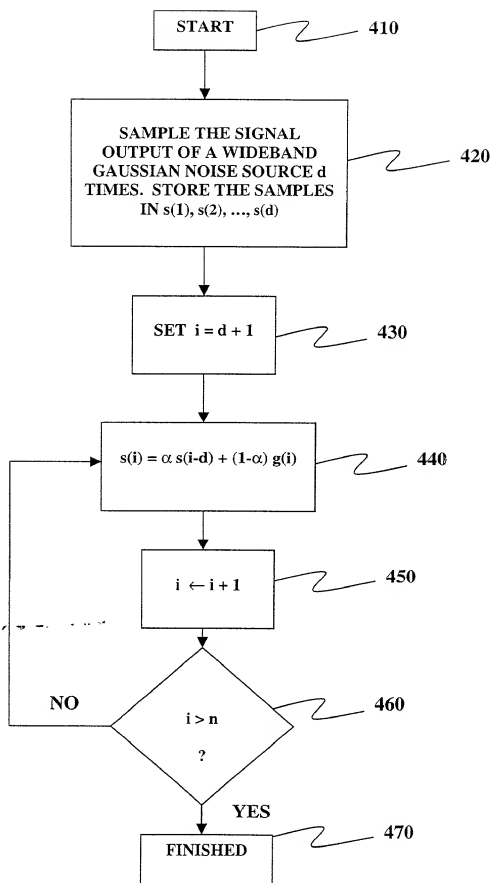 START
410
SAMPLE THE SIGNAL
OUTPUT OF A WIDEBAND
GAUSSIAN NOISE SOURCE d
TIMES. STORE THE SAMPLES
IN s(1), s(2), ..., s(d)
420
SET i = d + 1
430
s(i) = α s(i-d) + (1-α) g(i)
440
i ← i + 1
450
NO
i > n
?
460
YES
FINISHED
470